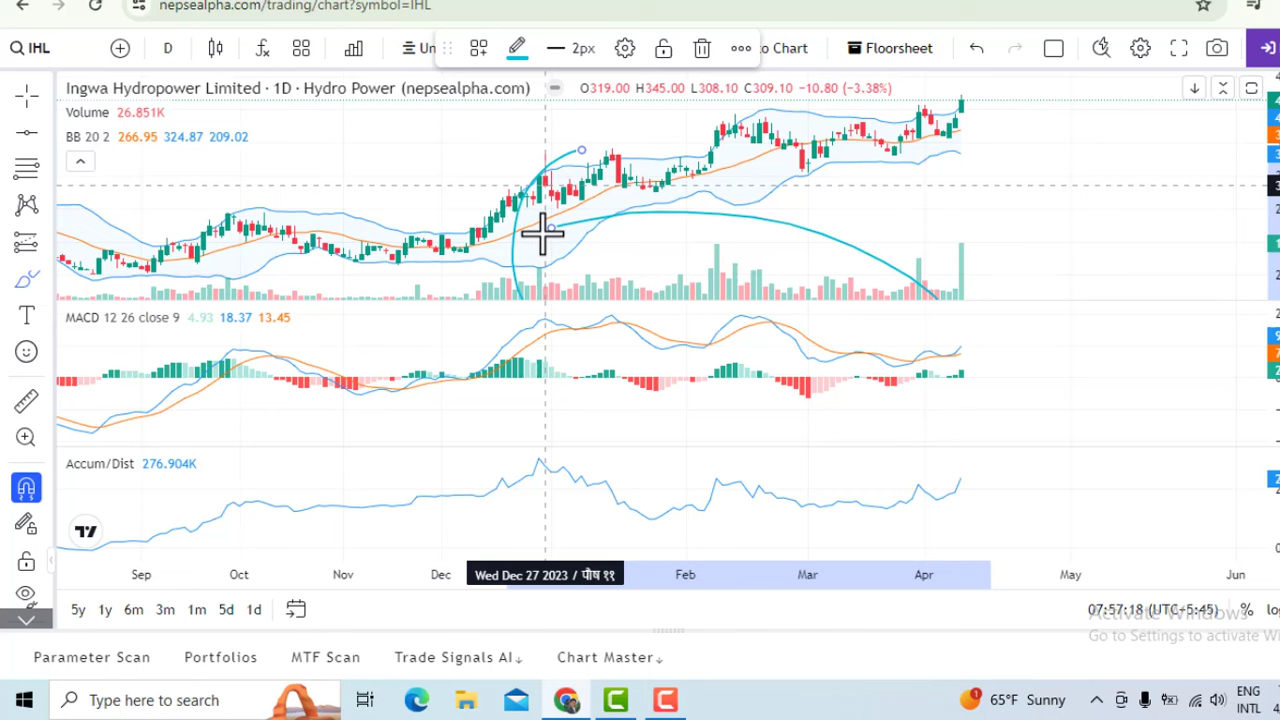 nepsealpha.com/trading/chart?symbol=IHL
IHL D Un 2px o Chart Floorsheet
Ingwa Hydropower Limited · 1D · Hydro Power (nepsealpha.com) O319.00 H345.00 L308.10 C309.10 −10.80 (−3.38%)
Volume 26.851K
BB 20 2 266.95 324.87 209.02
MACD 12 26 close 9 4.93 18.37 13.45
Accum/Dist 276.904K
Sep Oct Nov Dec Wed Dec 27 2023 / पौष ११ Feb Mar Apr May Jun
5y 1y 6m 3m 1m 5d 1d 07:57:18 (UTC+5:45) % log
Activate Windows
Go to Settings to activate Wi
Parameter Scan Portfolios MTF Scan Trade Signals AI↓ Chart Master↓
Type here to search 1 65°F Sunny ENG
INTL